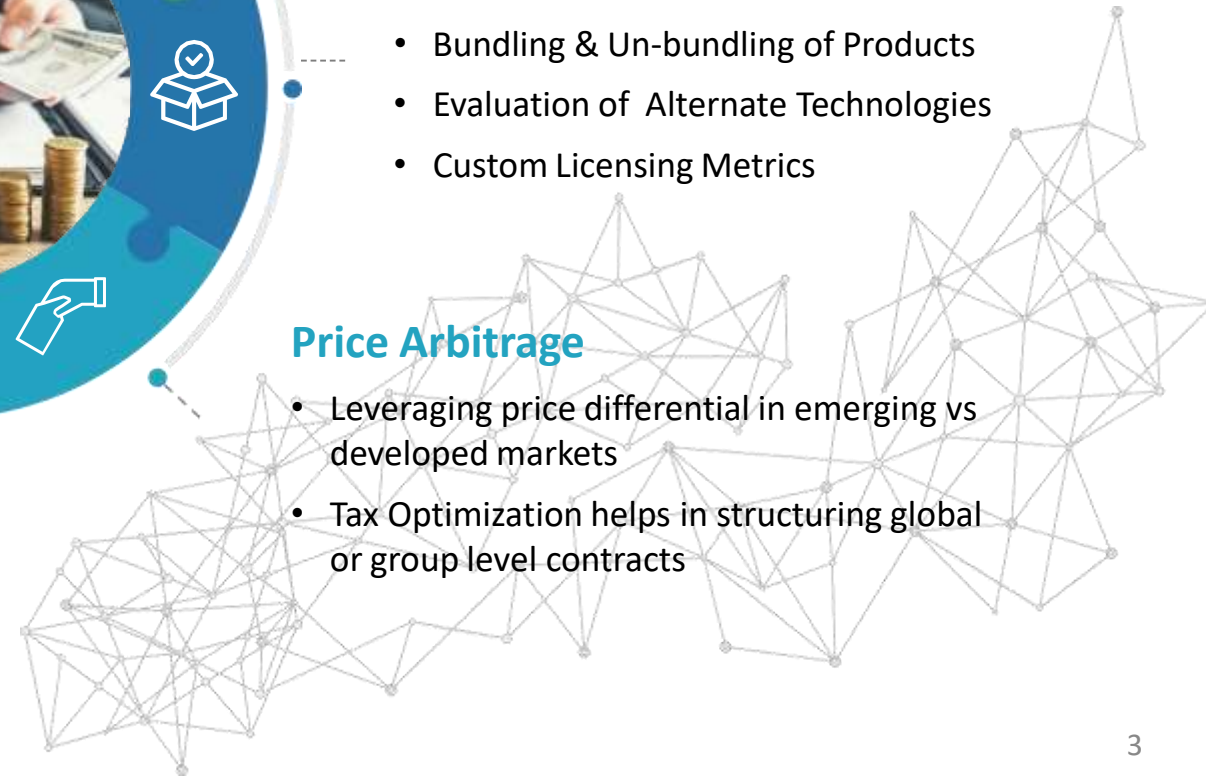 • Bundling & Un-bundling of Products
• Evaluation of  Alternate Technologies
• Custom Licensing Metrics
Price Arbitrage
• Leveraging price differential in emerging vs
developed markets
• Tax Optimization helps in structuring global
or group level contracts
3